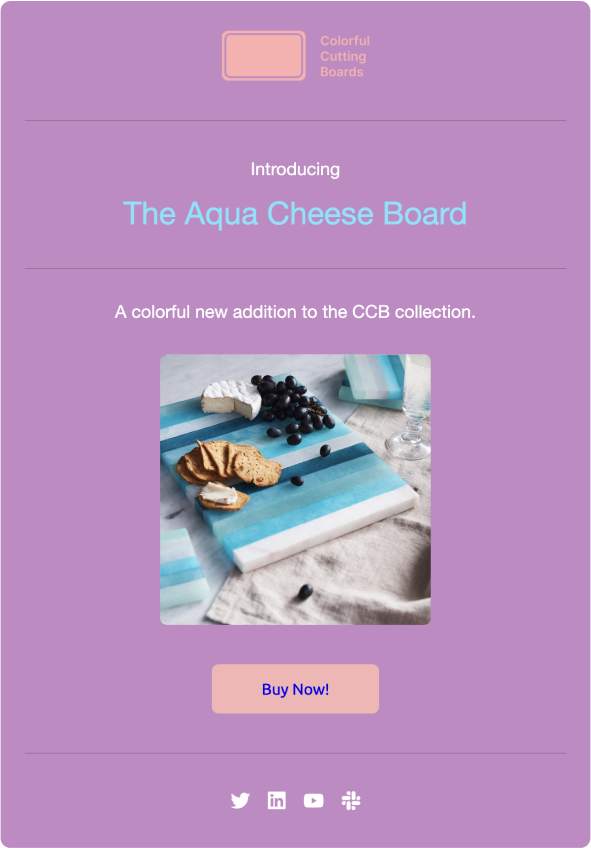 Colorful
Cutting
Boards
Introducing
The Aqua Cheese Board
A colorful new addition to the CCB collection.
Buy Now!